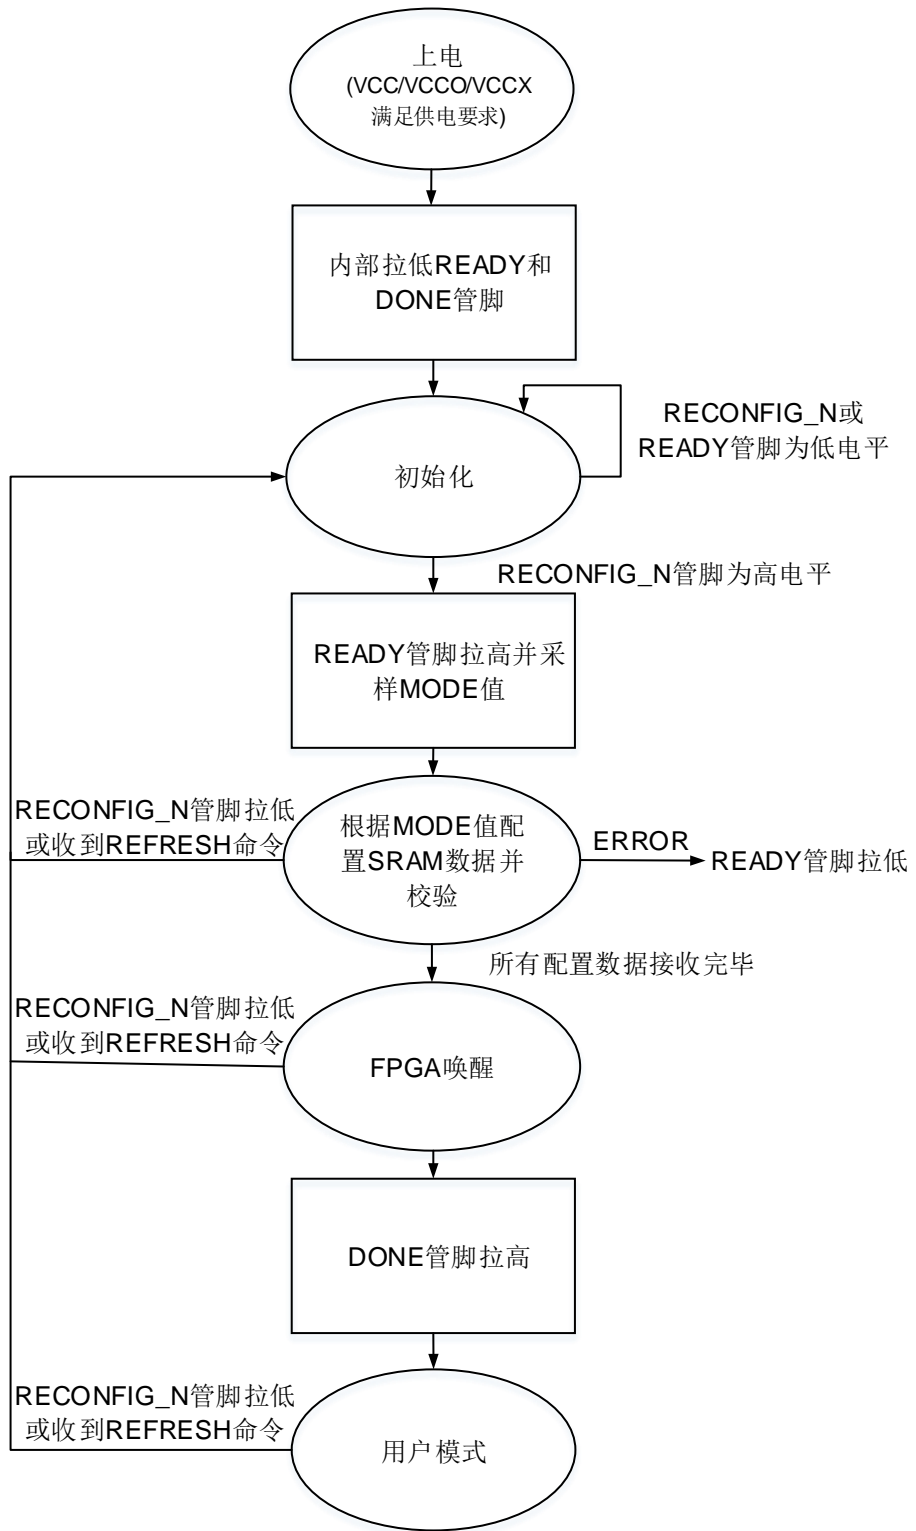 上电
(VCC/VCCO/VCCX
满足供电要求)
内部拉低READY和
DONE管脚
RECONFIG_N或
READY管脚为低电平
初始化
RECONFIG_N管脚为高电平
READY管脚拉高并采
样MODE值
RECONFIG_N管脚拉低
或收到REFRESH命令
根据MODE值配
置SRAM数据并
校验
ERROR
READY管脚拉低
所有配置数据接收完毕
RECONFIG_N管脚拉低
或收到REFRESH命令
FPGA唤醒
DONE管脚拉高
RECONFIG_N管脚拉低
或收到REFRESH命令
用户模式